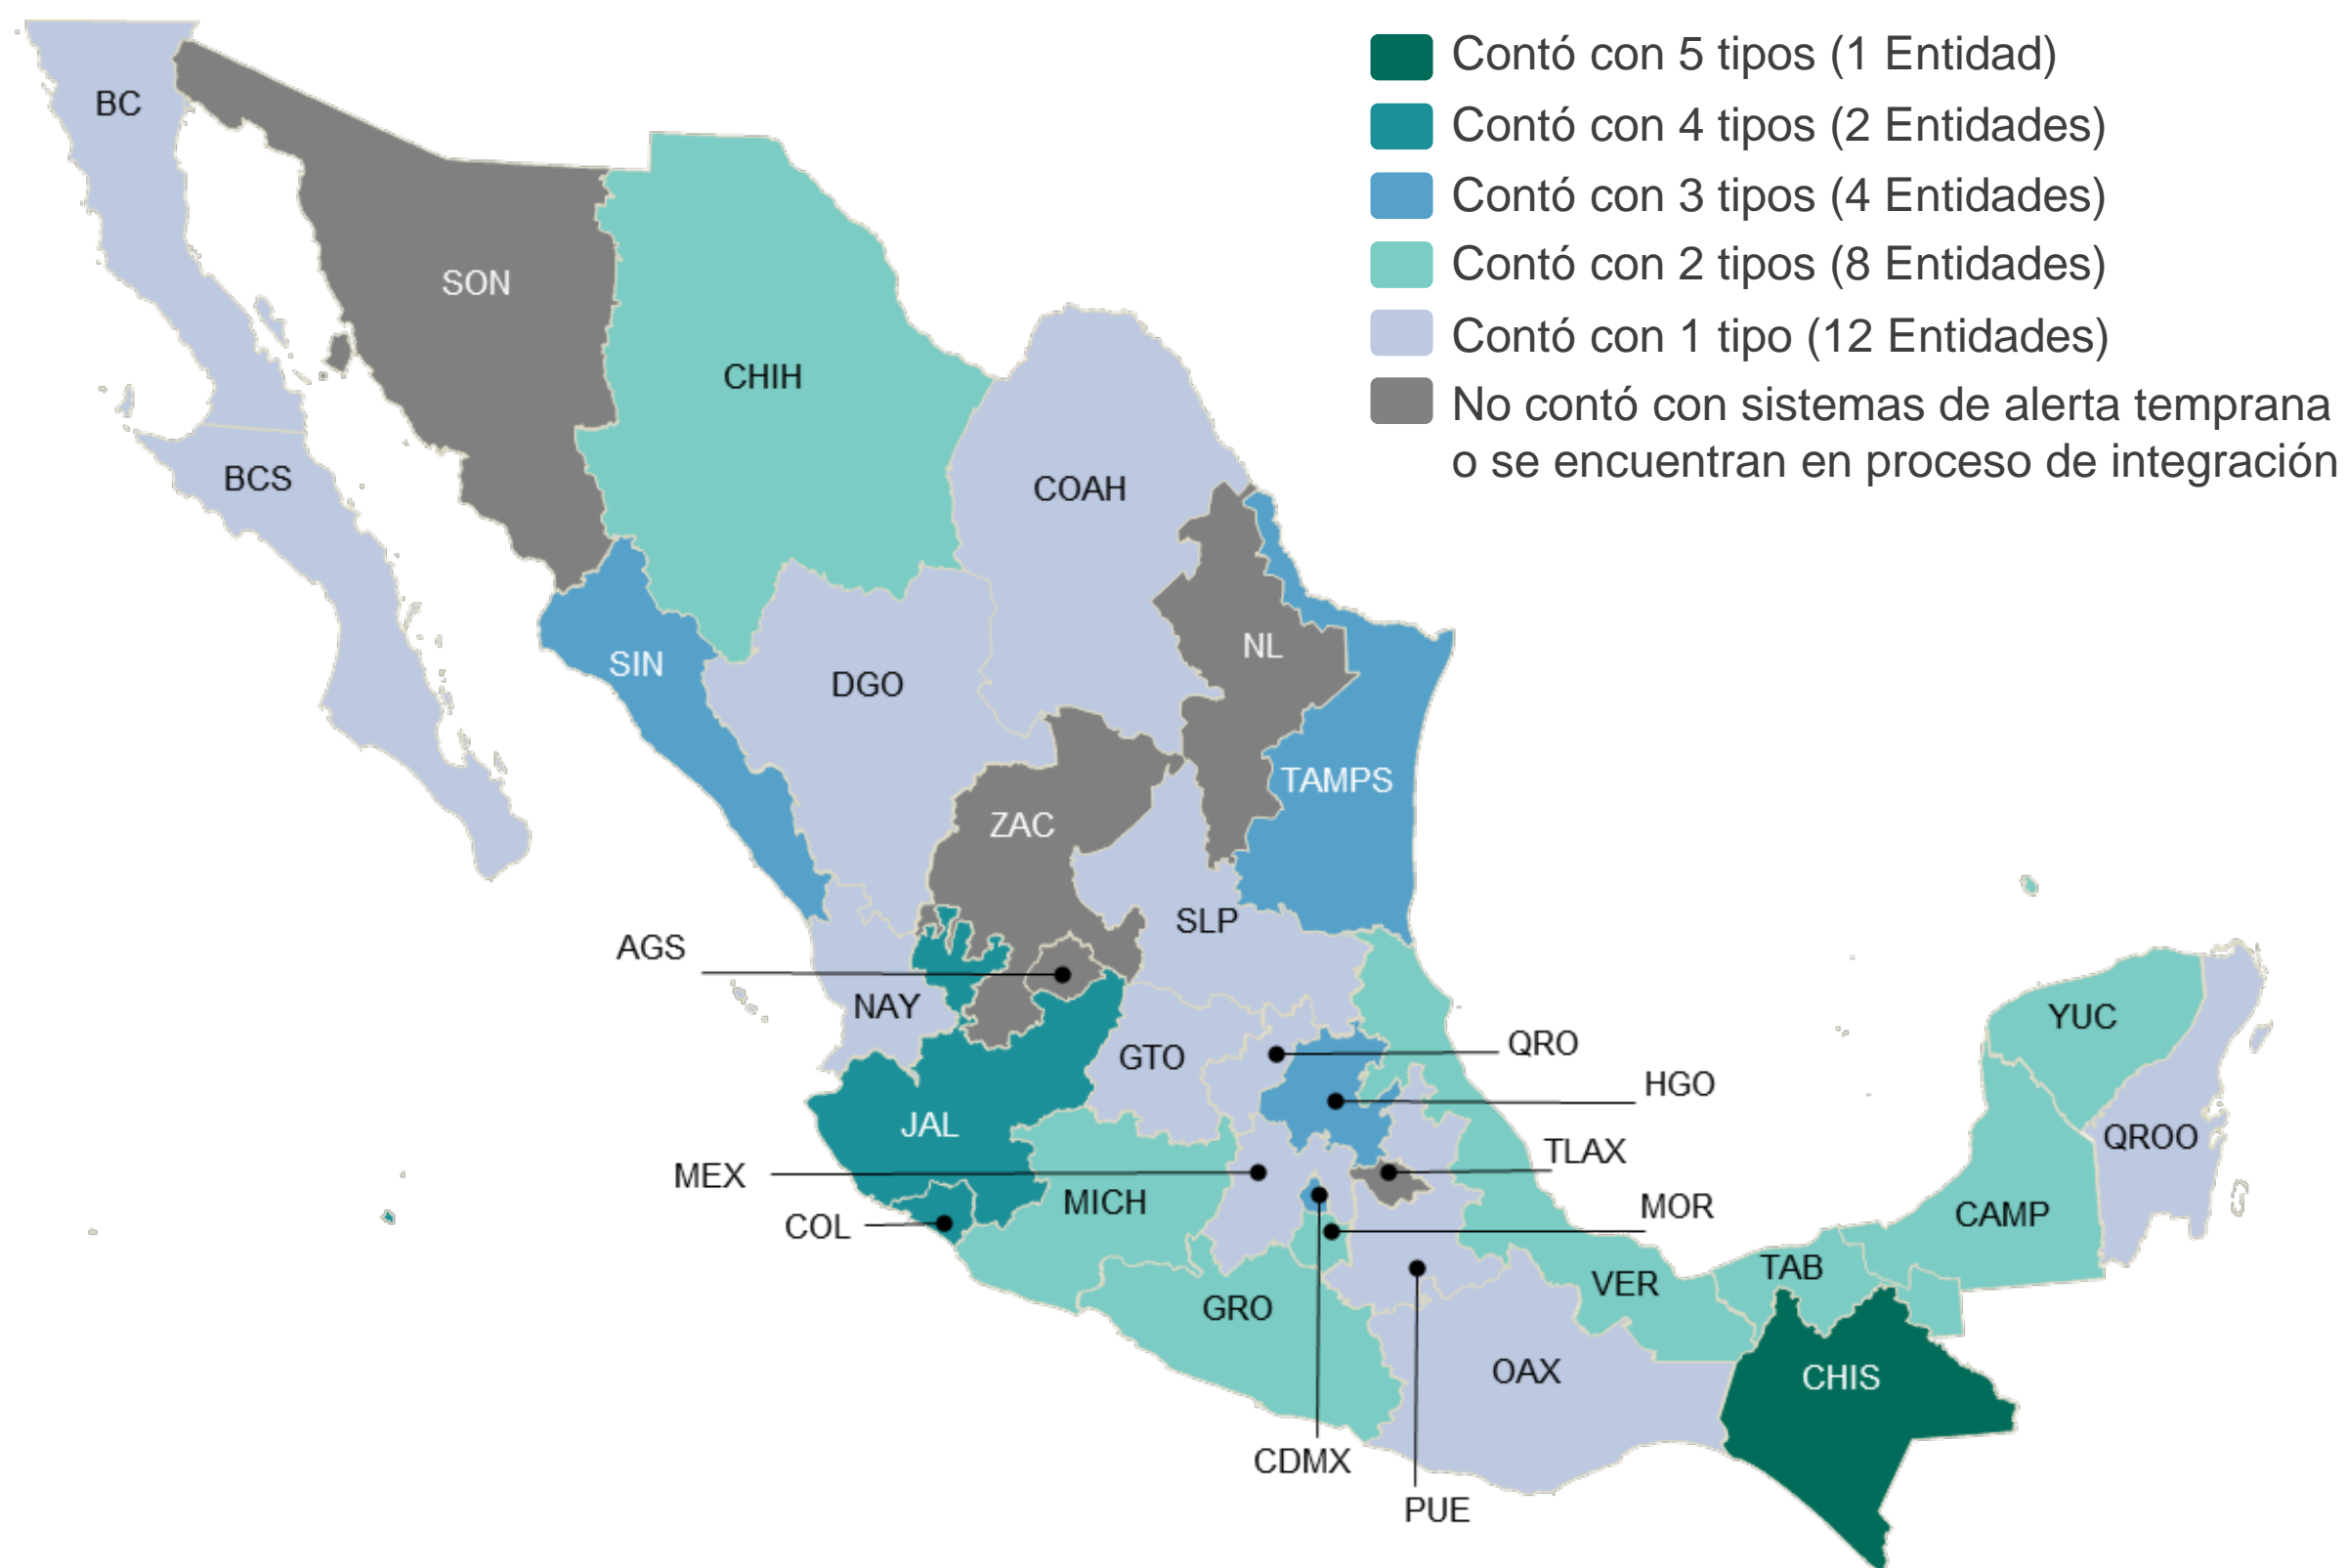 Contó con 5 tipos (1 Entidad)
Contó con 4 tipos (2 Entidades)
Contó con 3 tipos (4 Entidades)
Contó con 2 tipos (8 Entidades)
Contó con 1 tipo (12 Entidades)
No contó con sistemas de alerta temprana
o se encuentran en proceso de integración
BC
SON
CHIH
BCS
COAH
NL
SIN
DGO
TAMPS
ZAC
SLP
AGS
NAY
YUC
QRO
GTO
HGO
JAL
QROO
TLAX
MEX
MICH
MOR
CAMP
COL
TAB
VER
GRO
OAX
CHIS
CDMX
PUE